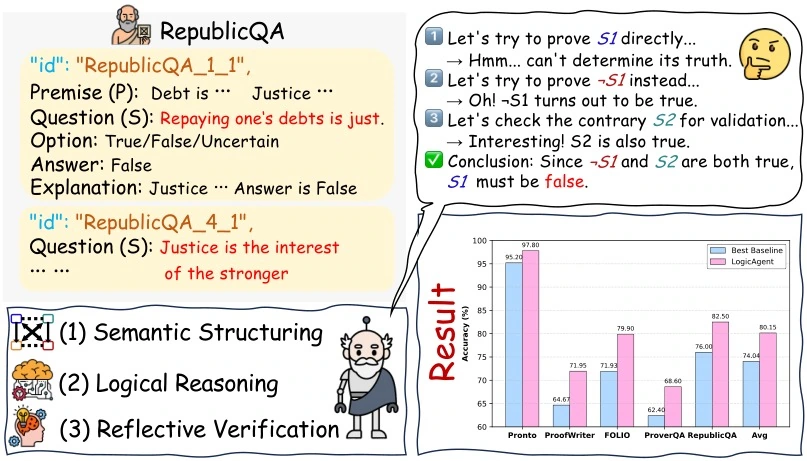 RepublicQA
"id": "RepublicQA_1_1",
Premise (P): Debt is ... Justice ...
Question (S): Repaying one's debts is just.
Option: True/False/Uncertain
Answer: False
Explanation: Justice ... Answer is False
"id": "RepublicQA_4_1",
Question (S): Justice is the interest
... ... of the stronger
(1) Semantic Structuring
(2) Logical Reasoning
(3) Reflective Verification
1 Let's try to prove S1 directly...
→ Hmm... can't determine its truth.
2 Let's try to prove ¬S1 instead...
→ Oh! ¬S1 turns out to be true.
3 Let's check the contrary S2 for validation...
→ Interesting! S2 is also true.
Conclusion: Since ¬S1 and S2 are both true,
S1 must be false.
Result
Accuracy (%)
100
95
90
85
80
75
70
65
60
Best Baseline
LogicAgent
95.20
97.80
64.67
71.95
71.93
79.90
62.40
68.60
76.00
82.50
74.04
80.15
Pronto ProofWriter FOLIO ProverQA RepublicQA Avg